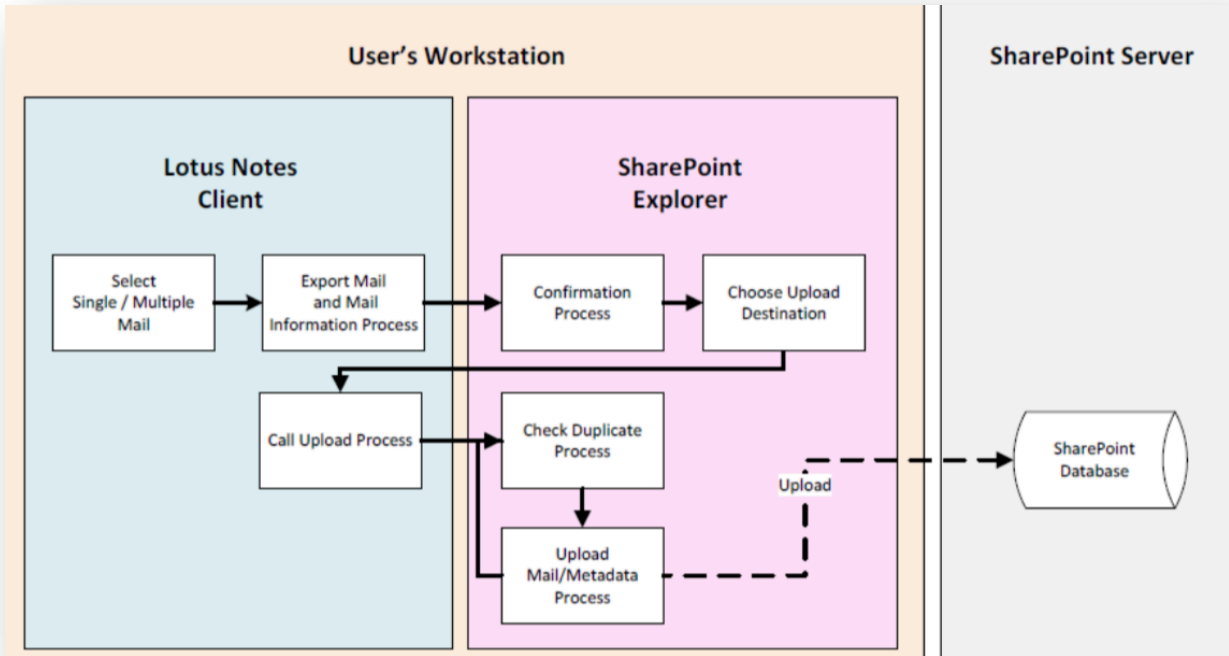 User's Workstation
SharePoint Server
Lotus Notes
Client
SharePoint
Explorer
Select
Single / Multiple
Mail
Export Mail
and Mail
Information Process
Confirmation
Process
Choose Upload
Destination
Call Upload Process
Check Duplicate
Process
SharePoint
Database
Upload
Upload
Mail/Metadata
Process